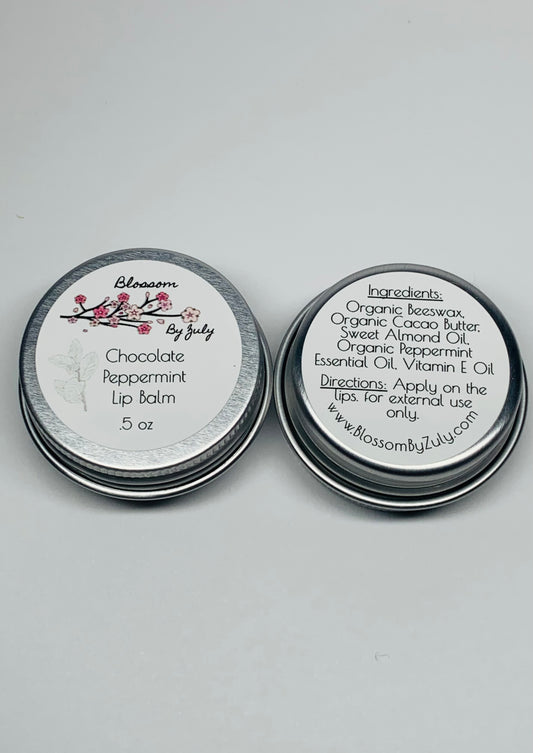 Blossom
By Zuly
Chocolate
Peppermint
Lip Balm
.5 oz
Ingredients:
Organic Beeswax,
Organic Cacao Butter,
Sweet Almond Oil,
Organic Peppermint
Essential Oil, Vitamin E Oil
Directions: Apply on the
lips. for external use
only.
www.BlossomByZuly.com